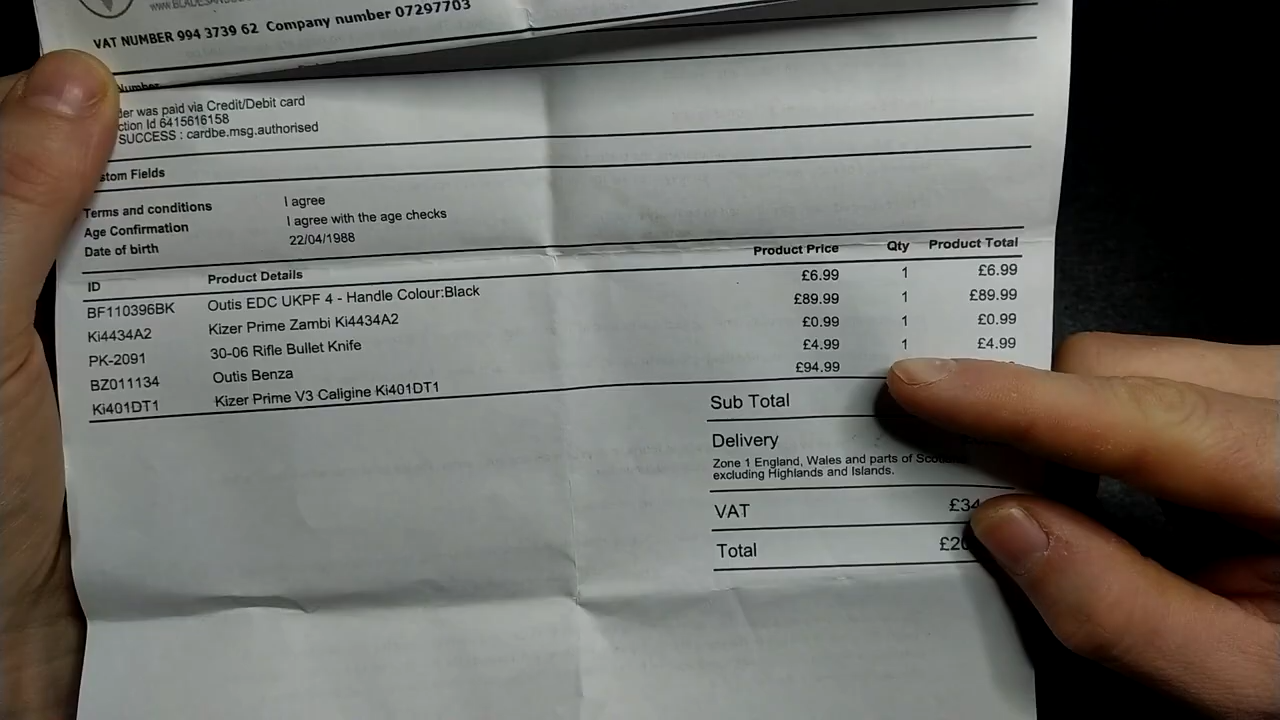 VAT NUMBER 994 3739 62 Company number 07297703
Number
der was paid via Credit/Debit card
ction Id 6415616158
SUCCESS : cardbe.msg.authorised
stom Fields
Terms and conditions I agree
Age Confirmation I agree with the age checks
Date of birth 22/04/1988
ID Product Details Product Price Qty Product Total
BF110396BK Outis EDC UKPF 4 - Handle Colour:Black £6.99 1 £6.99
Ki4434A2 Kizer Prime Zambi Ki4434A2 £89.99 1 £89.99
PK-2091 30-06 Rifle Bullet Knife £0.99 1 £0.99
BZ011134 Outis Benza £4.99 1 £4.99
Ki401DT1 Kizer Prime V3 Caligine Ki401DT1 £94.99
Sub Total
Delivery
Zone 1 England, Wales and parts of
excluding Highlands and Islands.
VAT £34
Total £20